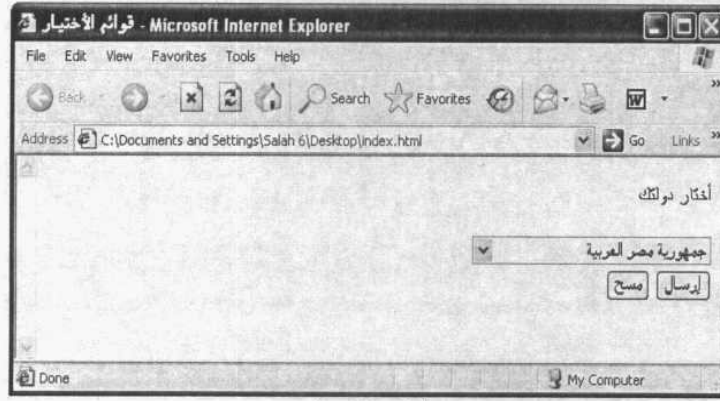 قوائم الأختيار - Microsoft Internet Explorer
File Edit View Favorites Tools Help
Back Search Favorites W »
Address C:\Documents and Settings\Salah 6\Desktop\index.html Go Links »
أختار دولتك
جمهورية مصر العربية
إرسال مسح
Done My Computer